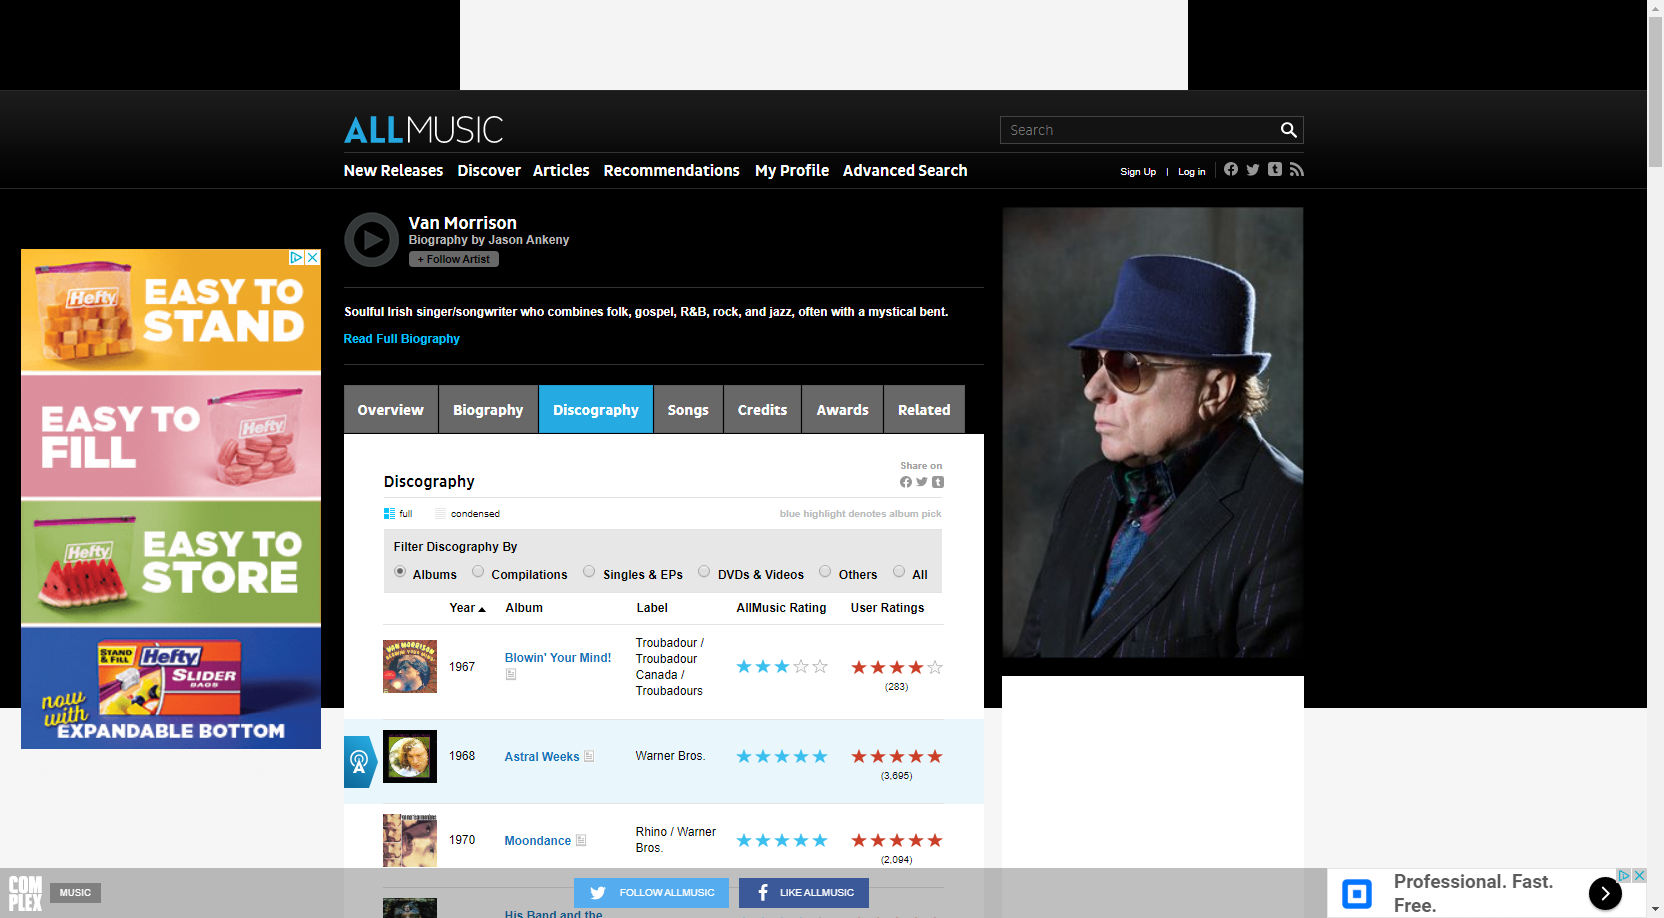 ALLMUSIC
Search
New Releases Discover Articles Recommendations My Profile Advanced Search
Sign Up | Log in
Van Morrison
Biography by Jason Ankeny
+ Follow Artist
Soulful Irish singer/songwriter who combines folk, gospel, R&B, rock, and jazz, often with a mystical bent.
Read Full Biography
Hefty
EASY TO
STAND
EASY TO
FILL
Hefty
Hefty
EASY TO
STORE
STAND
& FILL
Hefty
SLIDER
BAGS
now
with
EXPANDABLE BOTTOM
Overview Biography Discography Songs Credits Awards Related
Share on
Discography
full condensed
blue highlight denotes album pick
Filter Discography By
Albums Compilations Singles & EPs DVDs & Videos Others All
Year Album Label AllMusic Rating User Ratings
VAN MORRISON
BLOWIN' YOUR MIND!
1967 Blowin' Your Mind!
Troubadour /
Troubadour
Canada /
Troubadours
(283)
1968 Astral Weeks Warner Bros.
(3,695)
1970 Moondance
Rhino / Warner
Bros.
(2,094)
His Band and the
COMPLEX
MUSIC
FOLLOW ALLMUSIC
LIKE ALLMUSIC
Professional. Fast.
Free.